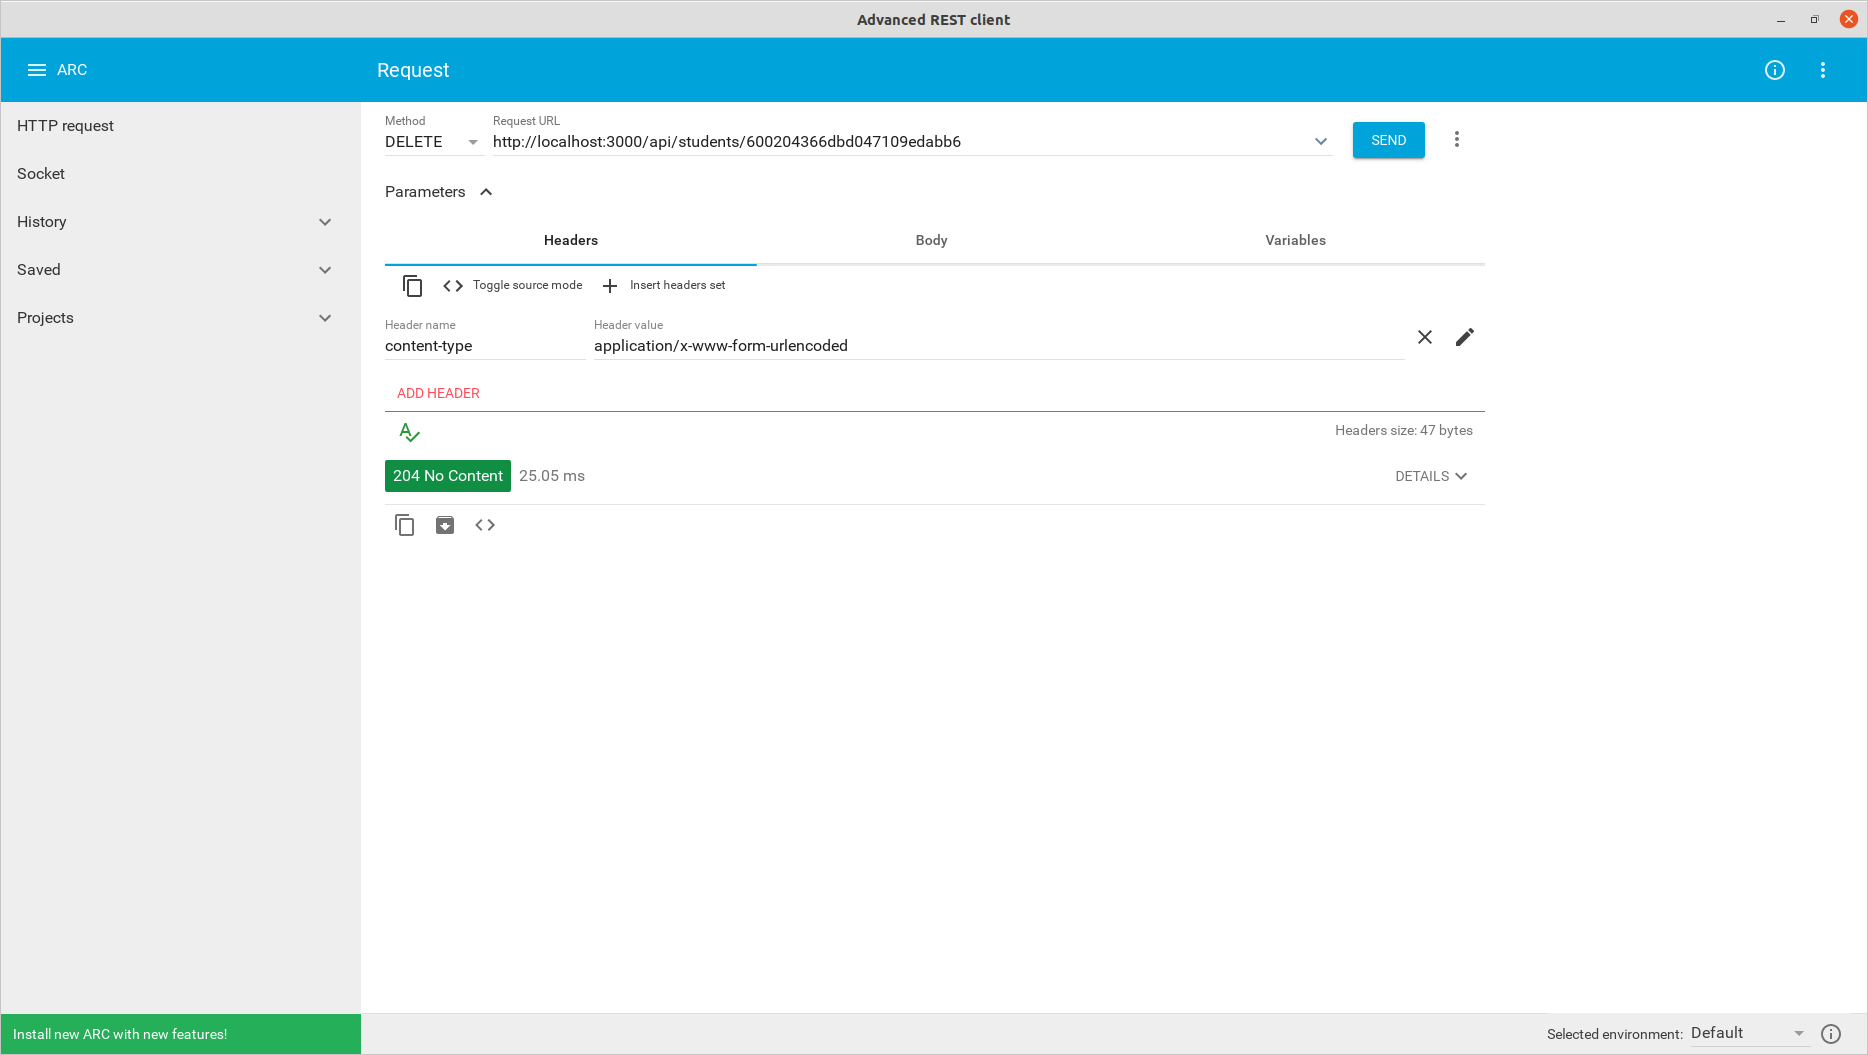 Advanced REST client
ARC
Request
HTTP request
Socket
History
Saved
Projects
Method
DELETE
Request URL
http://localhost:3000/api/students/600204366dbd047109edabb6
SEND
Parameters
Headers Body Variables
Toggle source mode Insert headers set
Header name
content-type
Header value
application/x-www-form-urlencoded
ADD HEADER
Headers size: 47 bytes
204 No Content 25.05 ms DETAILS
Install new ARC with new features!
Selected environment: Default